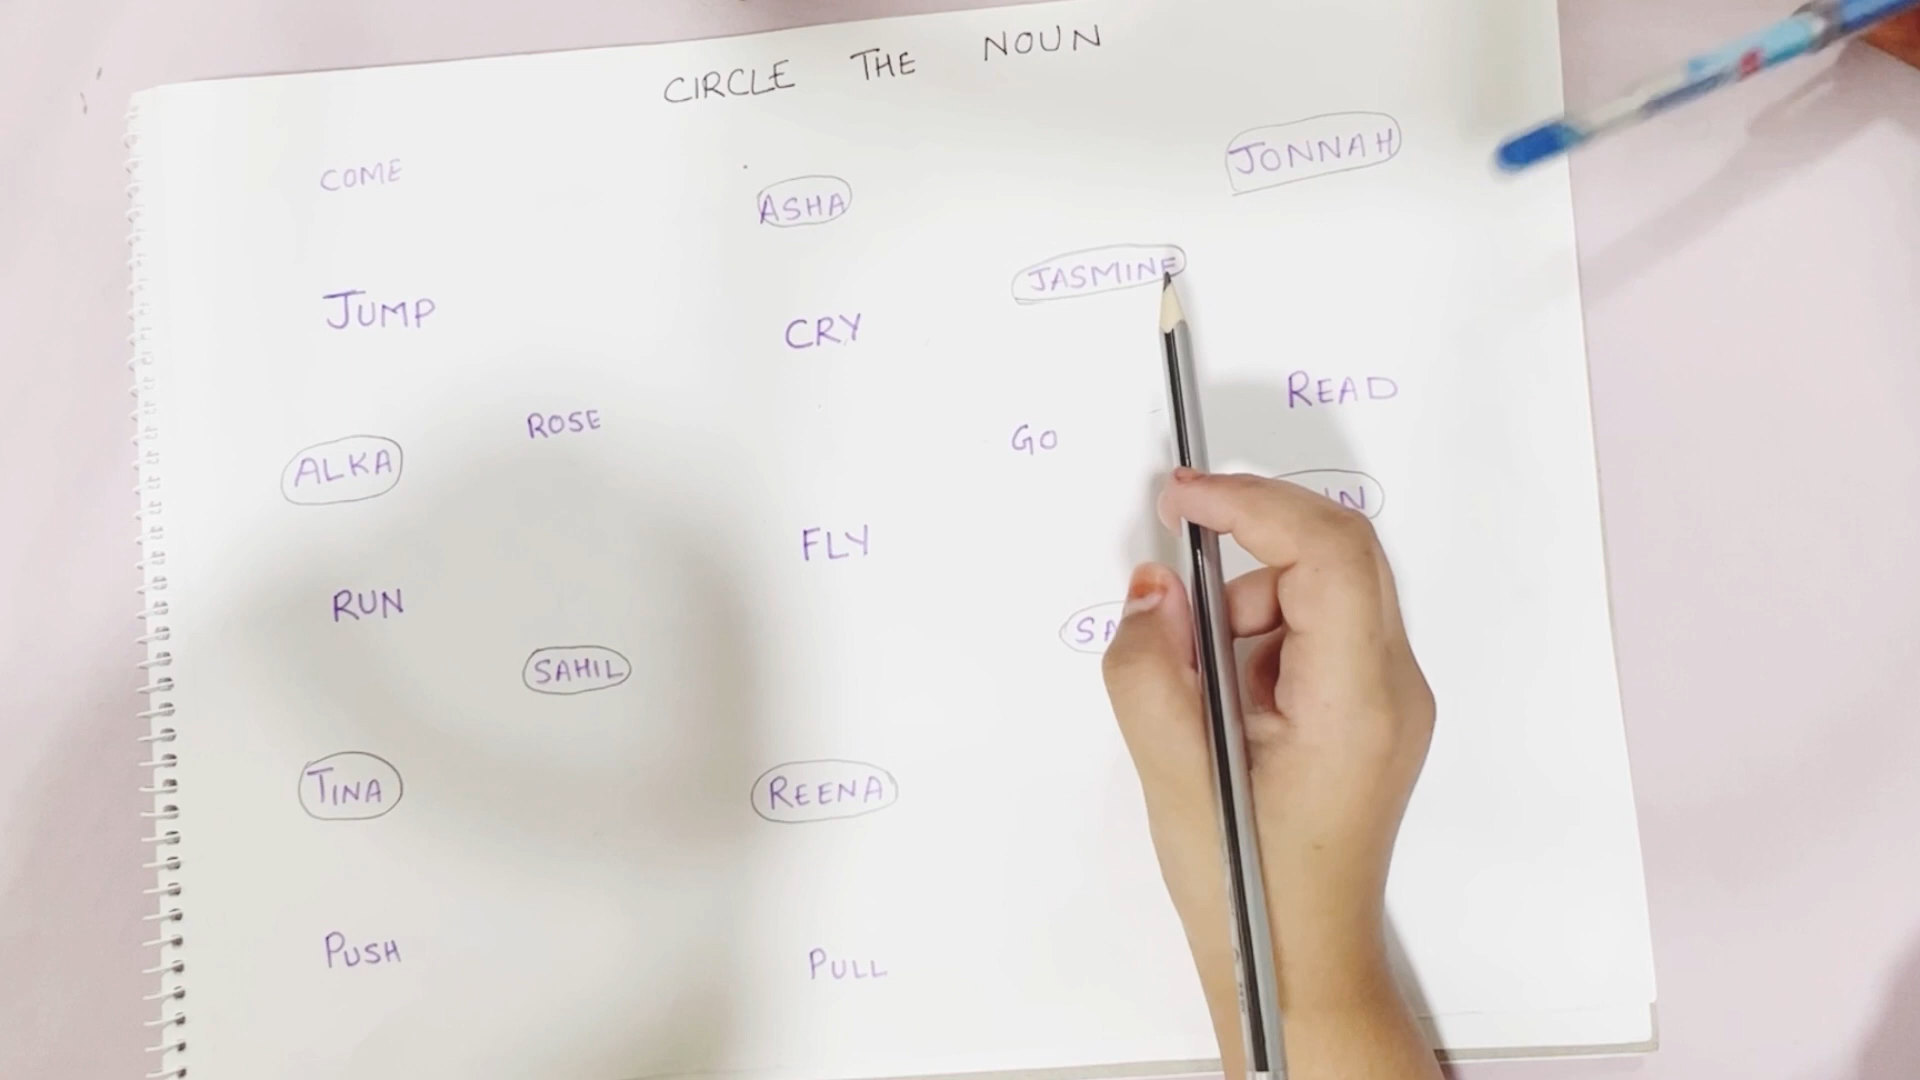 CIRCLE THE NOUN
COME
ASHA
JONNAH
JASMINE
JUMP
CRY
READ
ROSE
GO
ALKA
FLY
RUN
SAHIL
TINA
REENA
PUSH
PULL